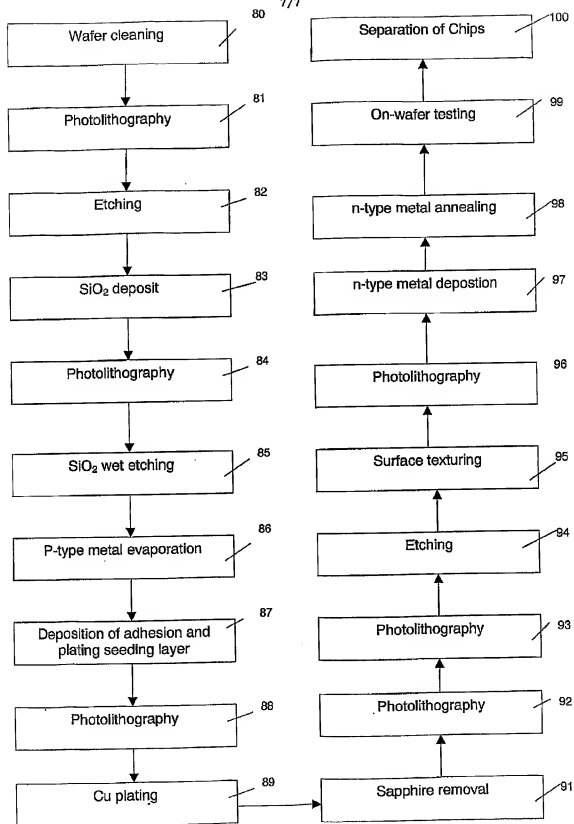 7/7
Wafer cleaning 80
Photolithography 81
Etching 82
SiO₂ deposit 83
Photolithography 84
SiO₂ wet etching 85
P-type metal evaporation 86
Deposition of adhesion and 87
plating seeding layer
Photolithography 88
Cu plating 89
Sapphire removal 91
Photolithography 92
Photolithography 93
Etching 94
Surface texturing 95
Photolithography 96
n-type metal depostion 97
n-type metal annealing 98
On-wafer testing 99
Separation of Chips 100